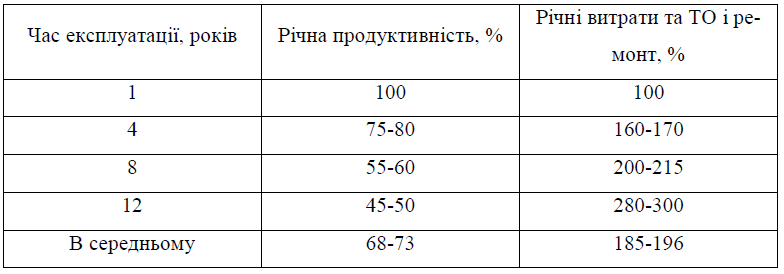 Час експлуатації, років Річна продуктивність, % Річні витрати та ТО і ре-
монт, %
1 100 100
4 75-80 160-170
8 55-60 200-215
12 45-50 280-300
В середньому 68-73 185-196